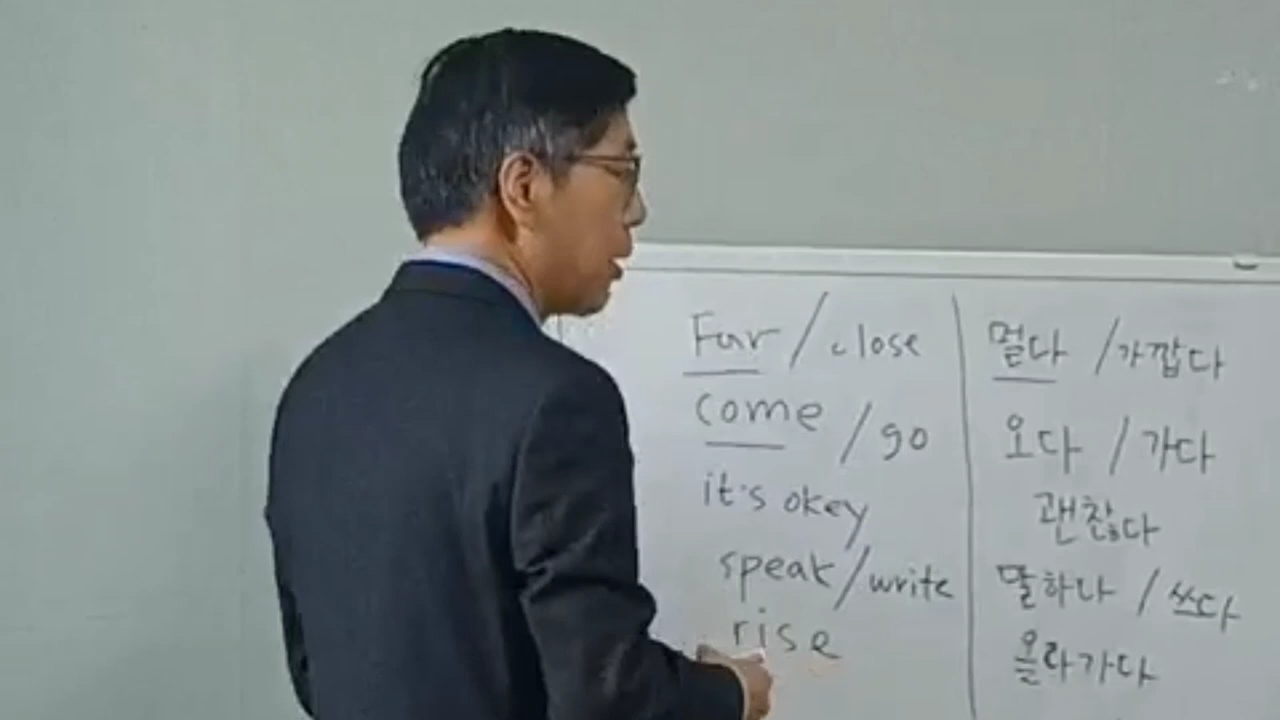 Far / close 멀다 / 가깝다
come / go 오다 / 가다
it's okey 괜찮다
speak / write 말하다 / 쓰다
rise 올라가다